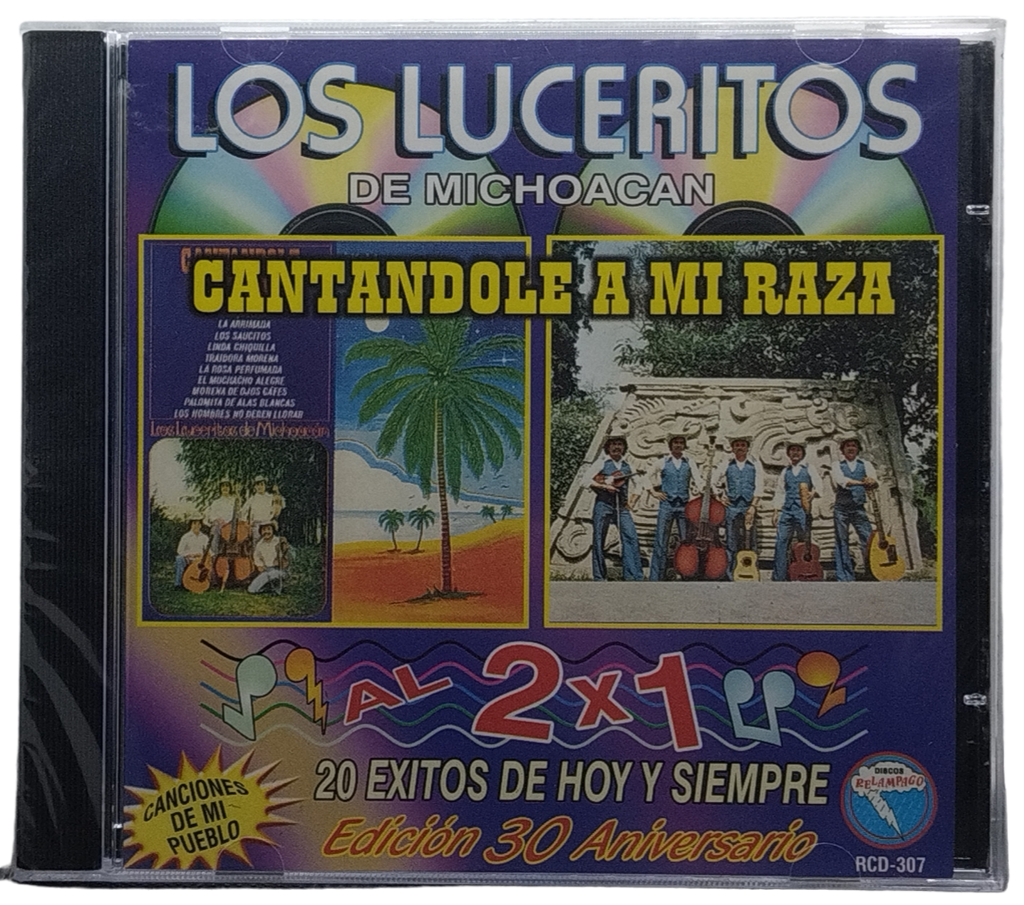 LOS LUCERITOS
DE MICHOACAN
CANTANDOLE A MI RAZA
LA ARRIMADA
LOS SAUCITOS
LINDA CHIQUILLA
TRAIDORA MORENA
LA ROSA PERFUMADA
EL MUCHACHO ALEGRE
MORENA DE OJOS CAFES
PALOMITA DE ALAS BLANCAS
LOS HOMBRES NO DEBEN LLORAR
Los Luceritos de Michoacán
AL 2x1
20 EXITOS DE HOY Y SIEMPRE
Edición 30 Aniversario
CANCIONES
DE MI
PUEBLO
DISCOS
RELAMPAGO
RCD-307